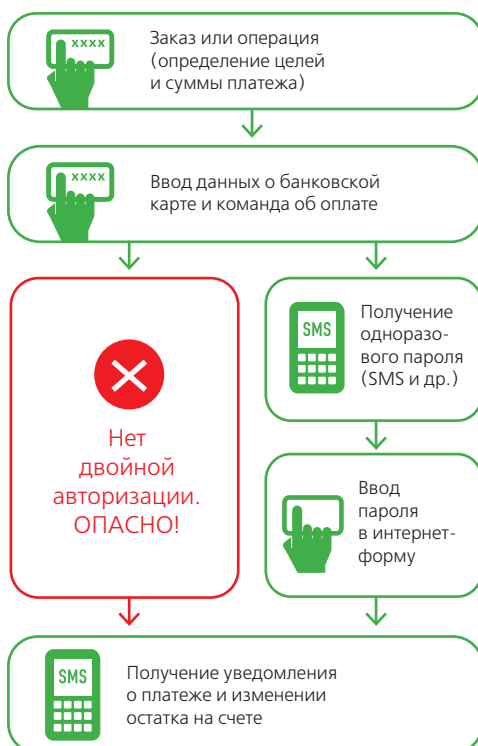 xxxx
Заказ или операция
(определение целей
и суммы платежа)
xxxx
Ввод данных о банковской
карте и команда об оплате
Нет
двойной
авторизации.
ОПАСНО!
SMS
Получение
одноразо-
вого пароля
(SMS и др.)
Ввод
пароля
в интернет-
форму
SMS
Получение уведомления
о платеже и изменении
остатка на счете